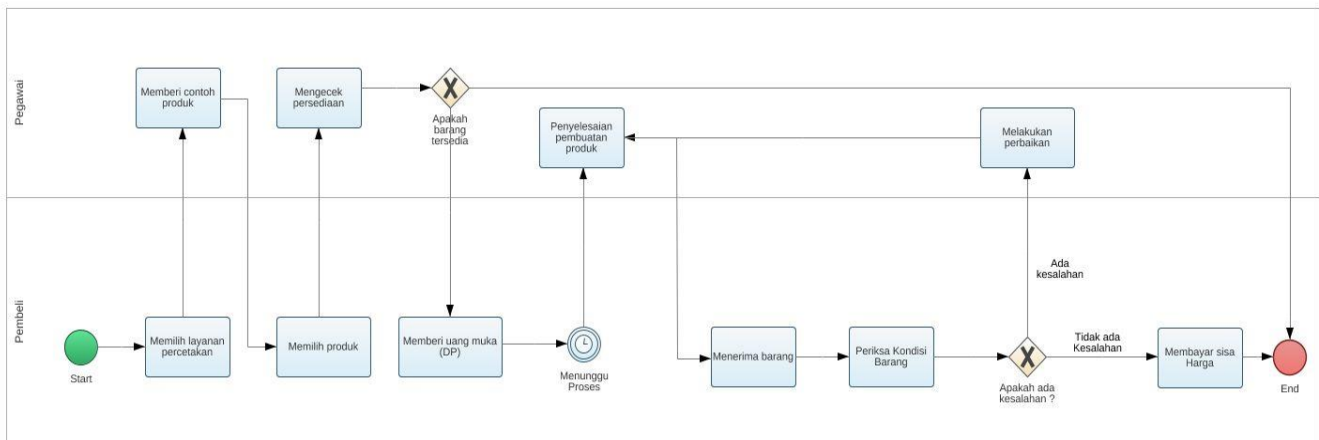 Pegawai
Memberi contoh
produk
Mengecek
persediaan
Apakah
barang
tersedia
Penyelesaian
pembuatan
produk
Melakukan
perbaikan
Pembeli
Start
Memilih layanan
percetakan
Memilih produk
Memberi uang muka
(DP)
Menunggu
Proses
Menerima barang
Periksa Kondisi
Barang
Apakah ada
kesalahan ?
Ada
kesalahan
Tidak ada
Kesalahan
Membayar sisa
Harga
End